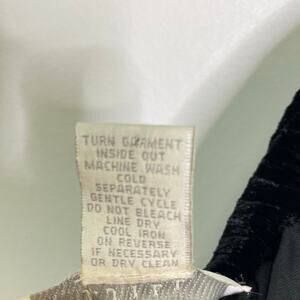 TURN GARMENT
INSIDE OUT
MACHINE WASH
COLD
SEPARATELY
GENTLE CYCLE
DO NOT BLEACH
LINE DRY
COOL IRON
ON REVERSE
IF NECESSARY
OR DRY CLEAN